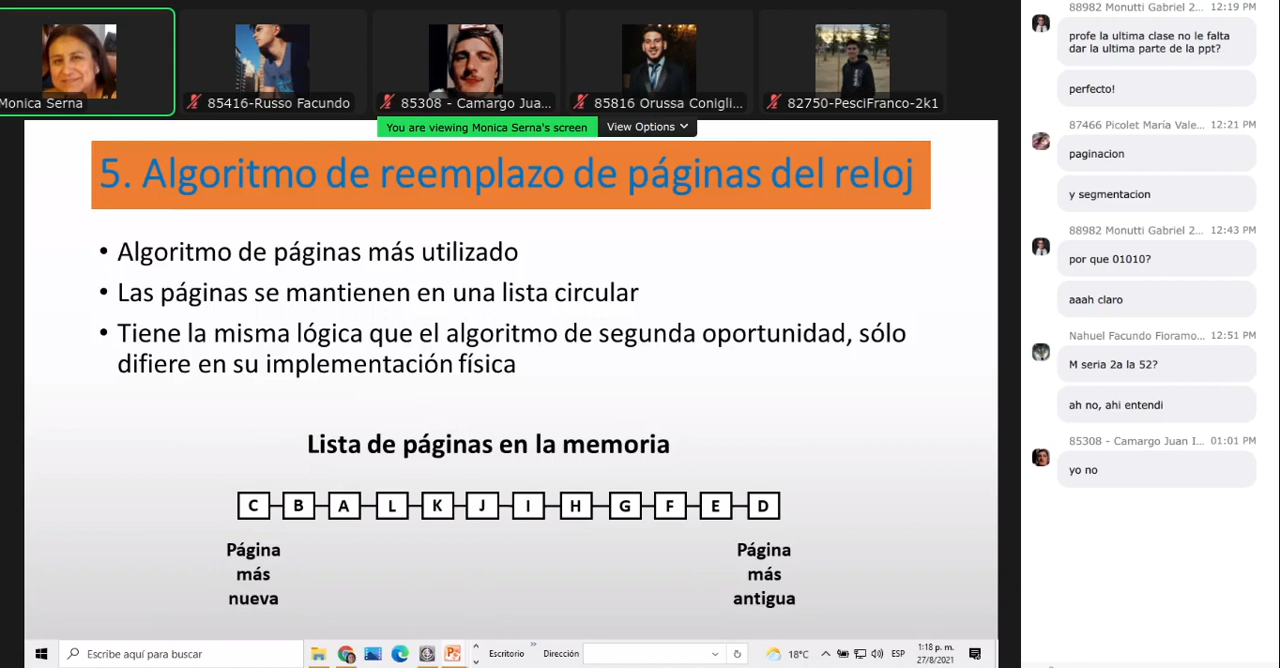 Monica Serna
85416-Russo Facundo
85308 - Camargo Jua...
85816 Orussa Conigli...
82750-PesciFranco-2k1
You are viewing Monica Serna's screen
View Options
5. Algoritmo de reemplazo de páginas del reloj
• Algoritmo de páginas más utilizado
• Las páginas se mantienen en una lista circular
• Tiene la misma lógica que el algoritmo de segunda oportunidad, sólo
difiere en su implementación física
Lista de páginas en la memoria
C B A L K J I H G F E D
Página
más
nueva
Página
más
antigua
Escribe aquí para buscar
Escritorio
»
Dirección
18°C
ESP
1:18 p. m.
27/8/2021
88982 Monutti Gabriel 2... 12:19 PM
profe la ultima clase no le falta
dar la ultima parte de la ppt?
perfecto!
87466 Picolet María Vale... 12:21 PM
paginacion
y segmentacion
88982 Monutti Gabriel 2... 12:43 PM
por que 01010?
aaah claro
Nahuel Facundo Fioramo... 12:51 PM
M seria 2a la 52?
ah no, ahi entendi
85308 - Camargo Juan I... 01:01 PM
yo no